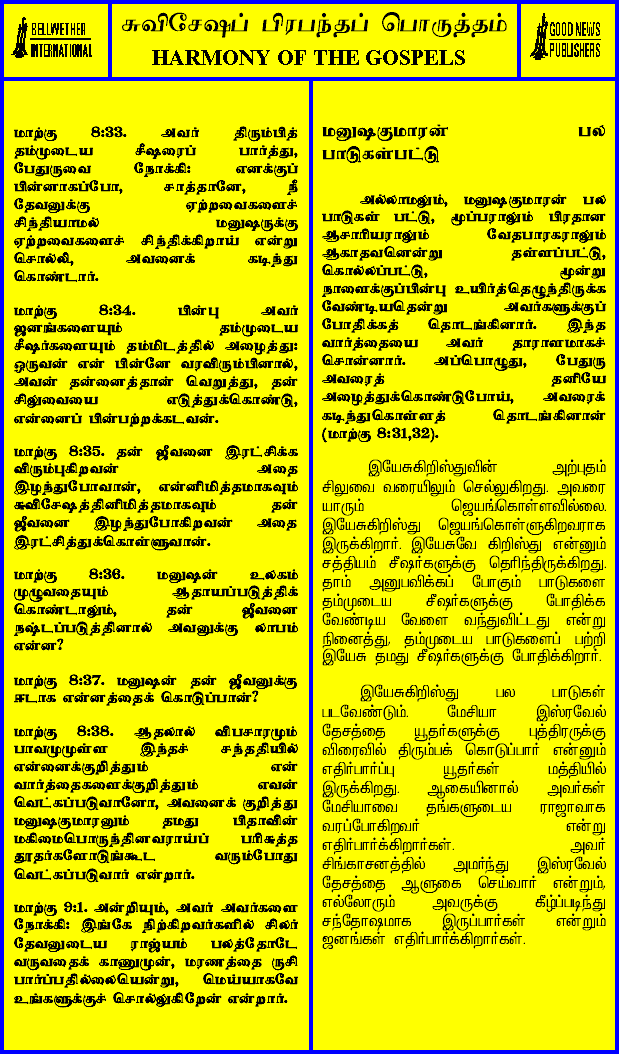 BELLWETHER
INTERNATIONAL
சுவிசேஷப் பிரபந்தப் பொருத்தம்
HARMONY OF THE GOSPELS
GOOD NEWS
PUBLISHERS
மாற்கு 8:33. அவர் திரும்பித்
தம்முடைய சீஷரைப் பார்த்து,
பேதுருவை நோக்கி: எனக்குப்
பின்னாகப்போ, சாத்தானே, நீ
தேவனுக்கு ஏற்றவைகளைச்
சிந்தியாமல் மனுஷருக்கு
ஏற்றவைகளைச் சிந்திக்கிறாய் என்று
சொல்லி, அவனைக் கடிந்து
கொண்டார்.
மாற்கு 8:34. பின்பு அவர்
ஜனங்களையும் தம்முடைய
சீஷர்களையும் தம்மிடத்தில் அழைத்து:
ஒருவன் என் பின்னே வரவிரும்பினால்,
அவன் தன்னைத்தான் வெறுத்து, தன்
சிலுவையை எடுத்துக்கொண்டு,
என்னைப் பின்பற்றக்கடவன்.
மாற்கு 8:35. தன் ஜீவனை இரட்சிக்க
விரும்புகிறவன் அதை
இழந்துபோவான், என்னிமித்தமாகவும்
சுவிசேஷத்தினிமித்தமாகவும் தன்
ஜீவனை இழந்துபோகிறவன் அதை
இரட்சித்துக்கொள்ளுவான்.
மாற்கு 8:36. மனுஷன் உலகம்
முழுவதையும் ஆதாயப்படுத்திக்
கொண்டாலும், தன் ஜீவனை
நஷ்டப்படுத்தினால் அவனுக்கு லாபம்
என்ன?
மாற்கு 8:37. மனுஷன் தன் ஜீவனுக்கு
ஈடாக என்னத்தைக் கொடுப்பான்?
மாற்கு 8:38. ஆதலால் விபசாரமும்
பாவமுமுள்ள இந்தச் சந்ததியில்
என்னைக்குறித்தும் என்
வார்த்தைகளைக்குறித்தும் எவன்
வெட்கப்படுவானோ, அவனைக் குறித்து
மனுஷகுமாரனும் தமது பிதாவின்
மகிமைபொருந்தினவராய்ப் பரிசுத்த
தூதர்களோடுங்கூட வரும்போது
வெட்கப்படுவார் என்றார்.
மாற்கு 9:1. அன்றியும், அவர் அவர்களை
நோக்கி: இங்கே நிற்கிறவர்களில் சிலர்
தேவனுடைய ராஜ்யம் பலத்தோடே
வருவதைக் காணுமுன், மரணத்தை ருசி
பார்ப்பதில்லையென்று, மெய்யாகவே
உங்களுக்குச் சொல்லுகிறேன் என்றார்.
மனுஷகுமாரன் பல
பாடுகள்பட்டு
அல்லாமலும், மனுஷகுமாரன் பல
பாடுகள் பட்டு, மூப்பராலும் பிரதான
ஆசாரியராலும் வேதபாரகராலும்
ஆகாதவனென்று தள்ளப்பட்டு,
கொல்லப்பட்டு, மூன்று
நாளைக்குப்பின்பு உயிர்த்தெழுந்திருக்க
வேண்டியதென்று அவர்களுக்குப்
போதிக்கத் தொடங்கினார். இந்த
வார்த்தையை அவர் தாராளமாகச்
சொன்னார். அப்பொழுது, பேதுரு
அவரைத் தனியே
அழைத்துக்கொண்டுபோய், அவரைக்
கடிந்துகொள்ளத் தொடங்கினான்
(மாற்கு 8:31,32).
இயேசுகிறிஸ்துவின் அற்புதம்
சிலுவை வரையிலும் செல்லுகிறது. அவரை
யாரும் ஜெயங்கொள்ளவில்லை.
இயேசுகிறிஸ்து ஜெயங்கொள்ளுகிறவராக
இருக்கிறார். இயேசுவே கிறிஸ்து என்னும்
சத்தியம் சீஷர்களுக்கு தெரிந்திருக்கிறது.
தாம் அனுபவிக்கப் போகும் பாடுகளை
தம்முடைய சீஷர்களுக்கு போதிக்க
வேண்டிய வேளை வந்துவிட்டது என்று
நினைத்து, தம்முடைய பாடுகளைப் பற்றி
இயேசு தமது சீஷர்களுக்கு போதிக்கிறார்.
இயேசுகிறிஸ்து பல பாடுகள்
படவேண்டும். மேசியா இஸ்ரவேல்
தேசத்தை யூதர்களுக்கு புத்திரருக்கு
விரைவில் திரும்பக் கொடுப்பார் என்னும்
எதிர்பார்ப்பு யூதர்கள் மத்தியில்
இருக்கிறது. ஆகையினால் அவர்கள்
மேசியாவை தங்களுடைய ராஜாவாக
வரப்போகிறவர் என்று
எதிர்பார்க்கிறார்கள். அவர்
சிங்காசனத்தில் அமர்ந்து இஸ்ரவேல்
தேசத்தை ஆளுகை செய்வார் என்றும்,
எல்லோரும் அவருக்கு கீழ்ப்படிந்து
சந்தோஷமாக இருப்பார்கள் என்றும்
ஜனங்கள் எதிர்பார்க்கிறார்கள்.